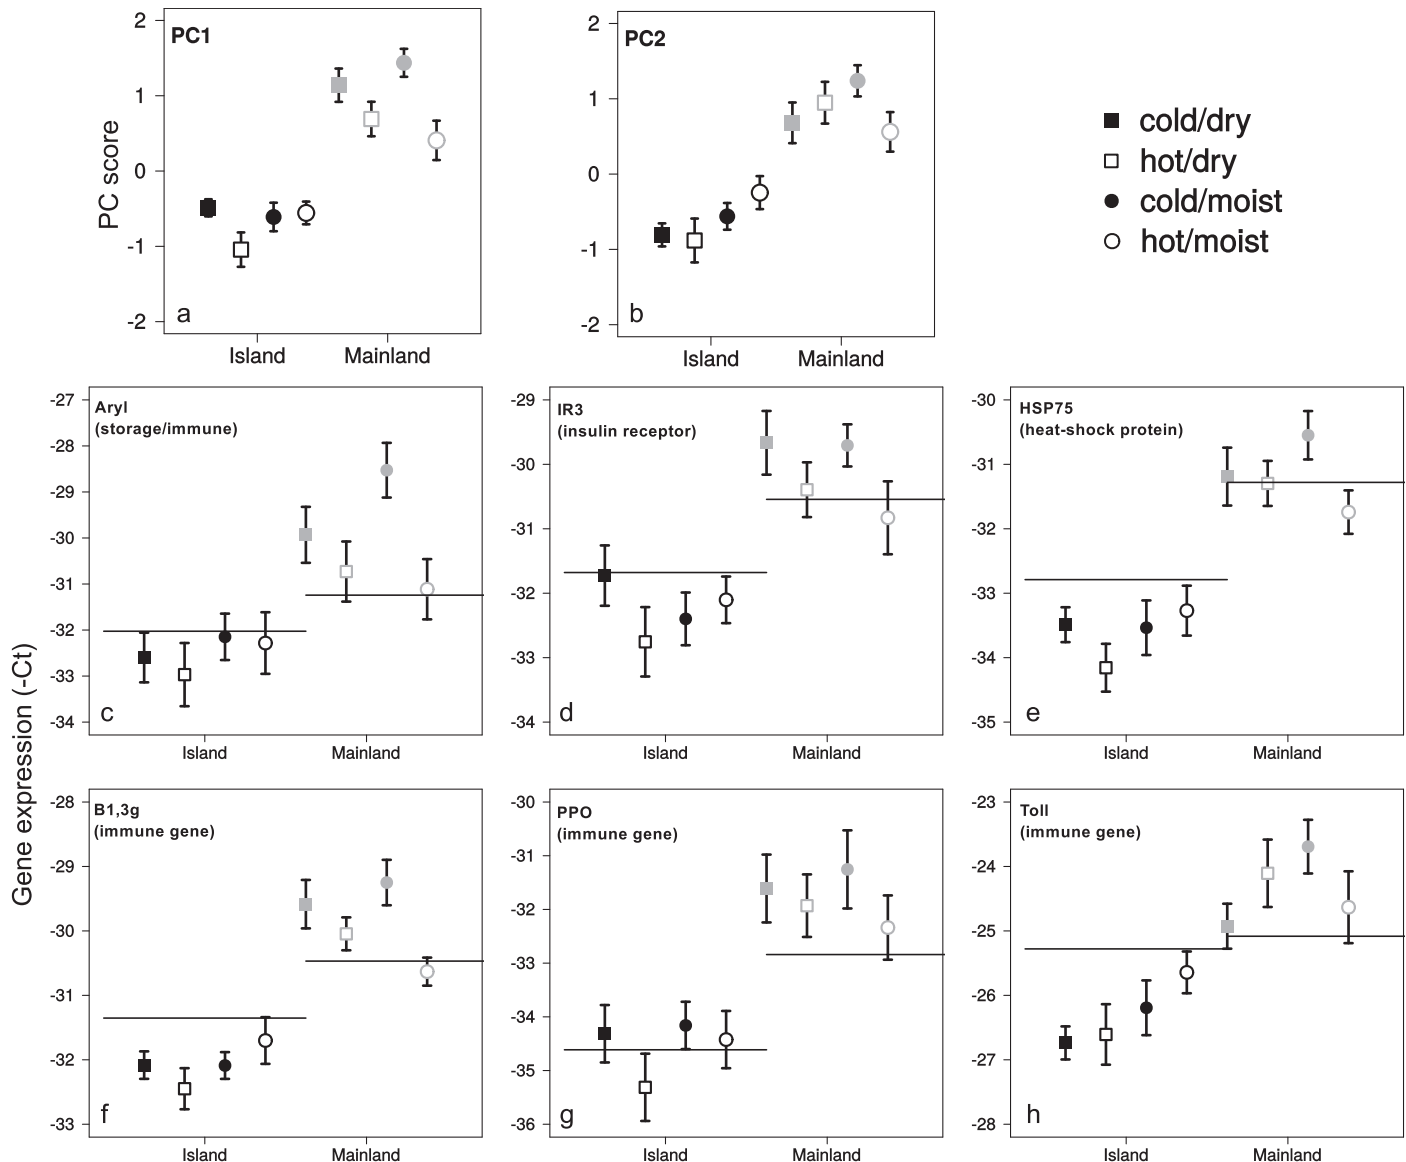 PC1
PC score
2
1
0
-1
-2
a
Island
Mainland
PC2
2
1
0
-1
-2
b
Island
Mainland
cold/dry
hot/dry
cold/moist
hot/moist
Gene expression (-Ct)
Aryl
(storage/immune)
-27
-28
-29
-30
-31
-32
-33
-34
c
Island
Mainland
IR3
(insulin receptor)
-29
-30
-31
-32
-33
-34
d
Island
Mainland
HSP75
(heat-shock protein)
-30
-31
-32
-33
-34
-35
e
Island
Mainland
B1,3g
(immune gene)
-28
-29
-30
-31
-32
-33
f
Island
Mainland
PPO
(immune gene)
-30
-31
-32
-33
-34
-35
-36
g
Island
Mainland
Toll
(immune gene)
-23
-24
-25
-26
-27
-28
h
Island
Mainland